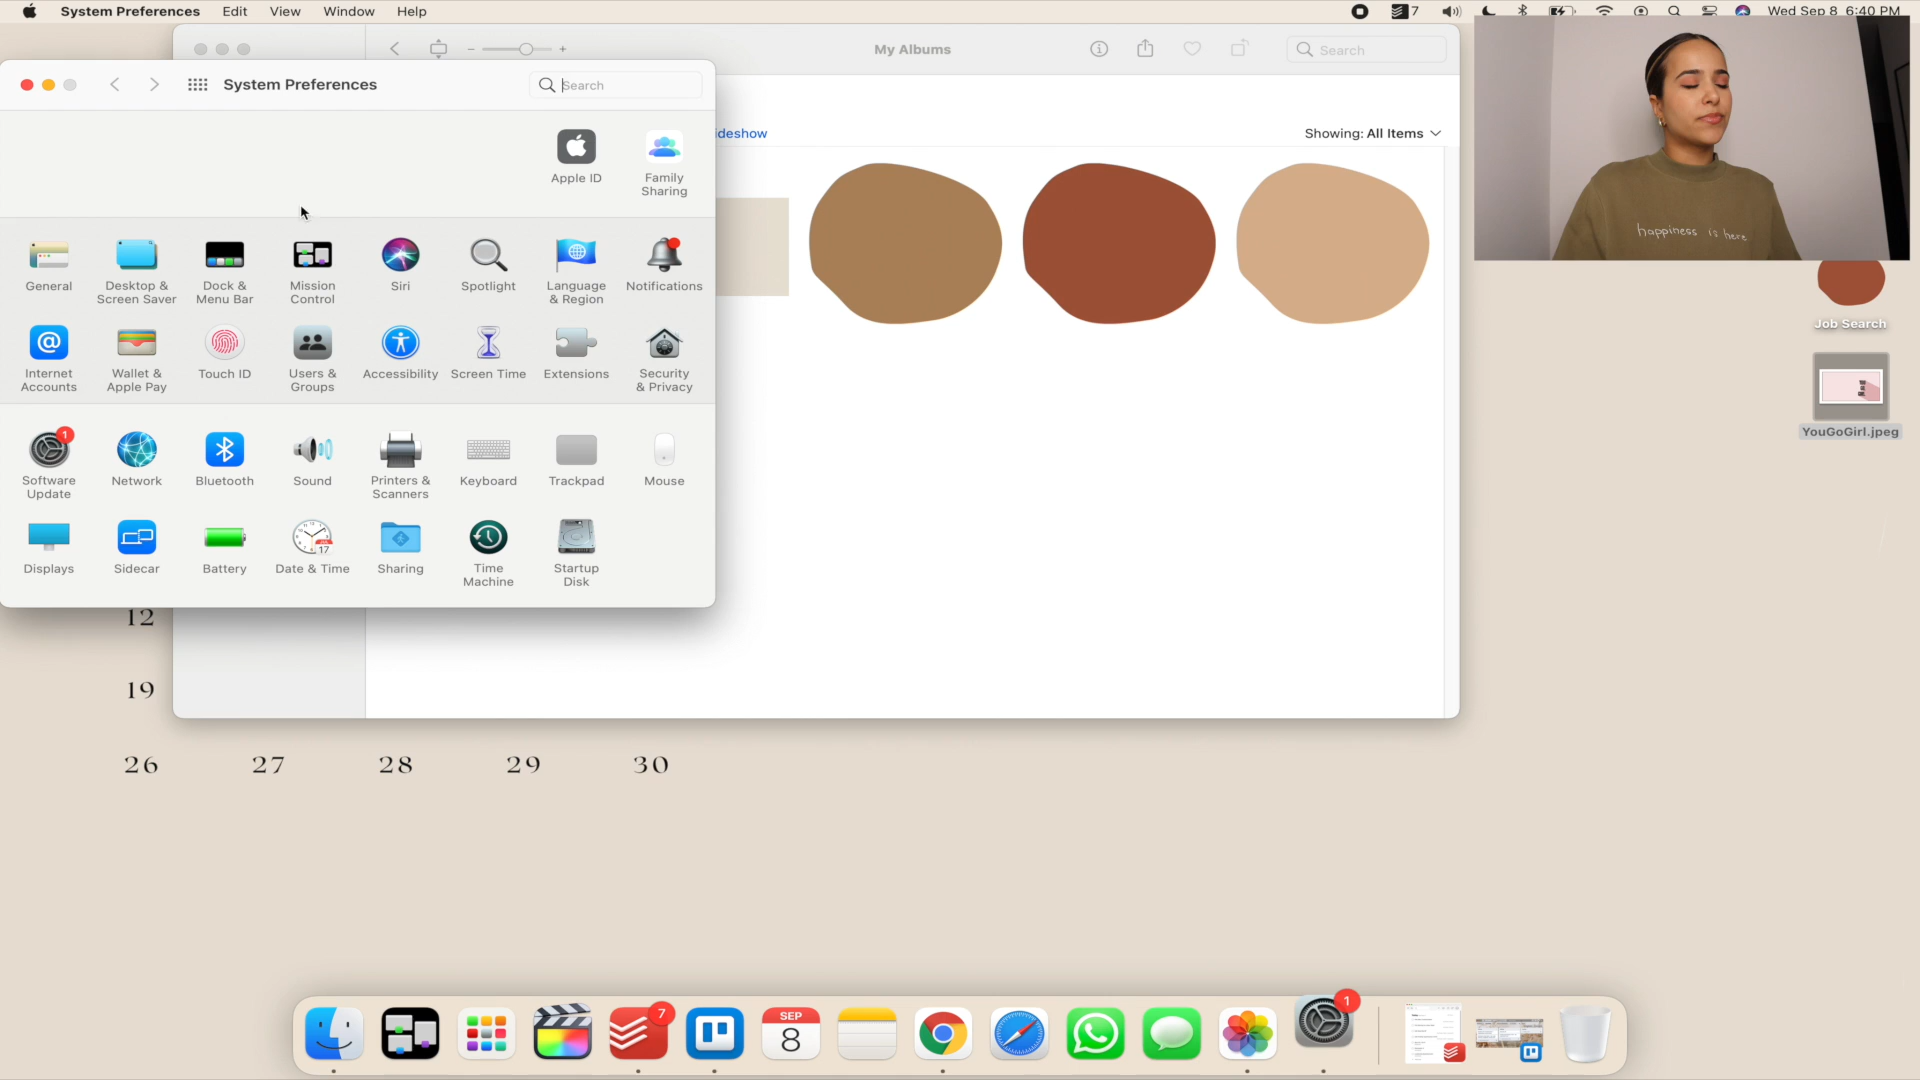 System Preferences Edit View Window Help 7 Wed Sep 8 6:40 PM
My Albums
Search
System Preferences
Search
ideshow
Showing: All Items
Apple ID
Family
Sharing
General
Desktop &
Screen Saver
Dock &
Menu Bar
Mission
Control
Siri
Spotlight
Language
& Region
Notifications
Internet
Accounts
Wallet &
Apple Pay
Touch ID
Users &
Groups
Accessibility
Screen Time
Extensions
Security
& Privacy
1
Software
Update
Network
Bluetooth
Sound
Printers &
Scanners
Keyboard
Trackpad
Mouse
Displays
Sidecar
Battery
17
Date & Time
Sharing
Time
Machine
Startup
Disk
happiness is here
Job Search
YouGoGirl.jpeg
12
19
26 27 28 29 30
7
SEP
8
1